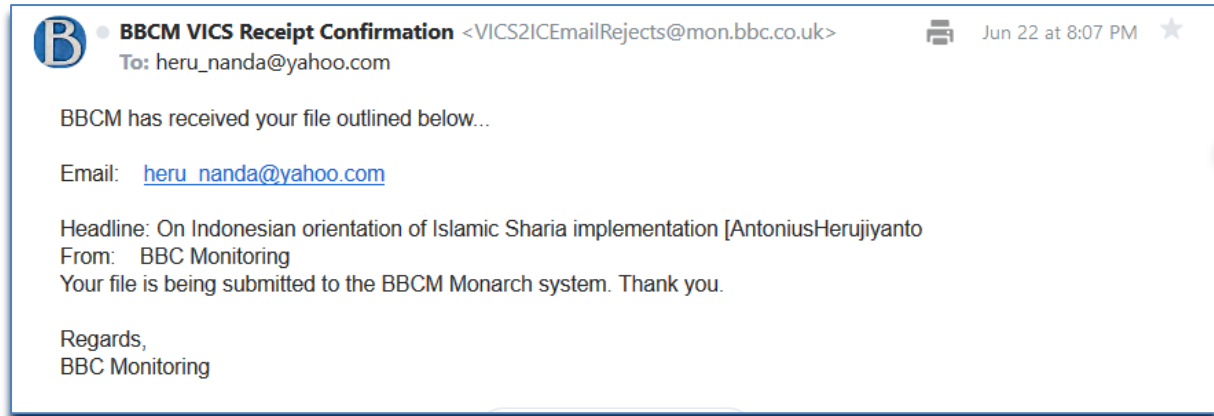 B BBCM VICS Receipt Confirmation <VICS2ICEmailRejects@mon.bbc.co.uk> Jun 22 at 8:07 PM
To: heru_nanda@yahoo.com
BBCM has received your file outlined below...
Email: heru_nanda@yahoo.com
Headline: On Indonesian orientation of Islamic Sharia implementation [AntoniusHerujiyanto
From: BBC Monitoring
Your file is being submitted to the BBCM Monarch system. Thank you.
Regards,
BBC Monitoring